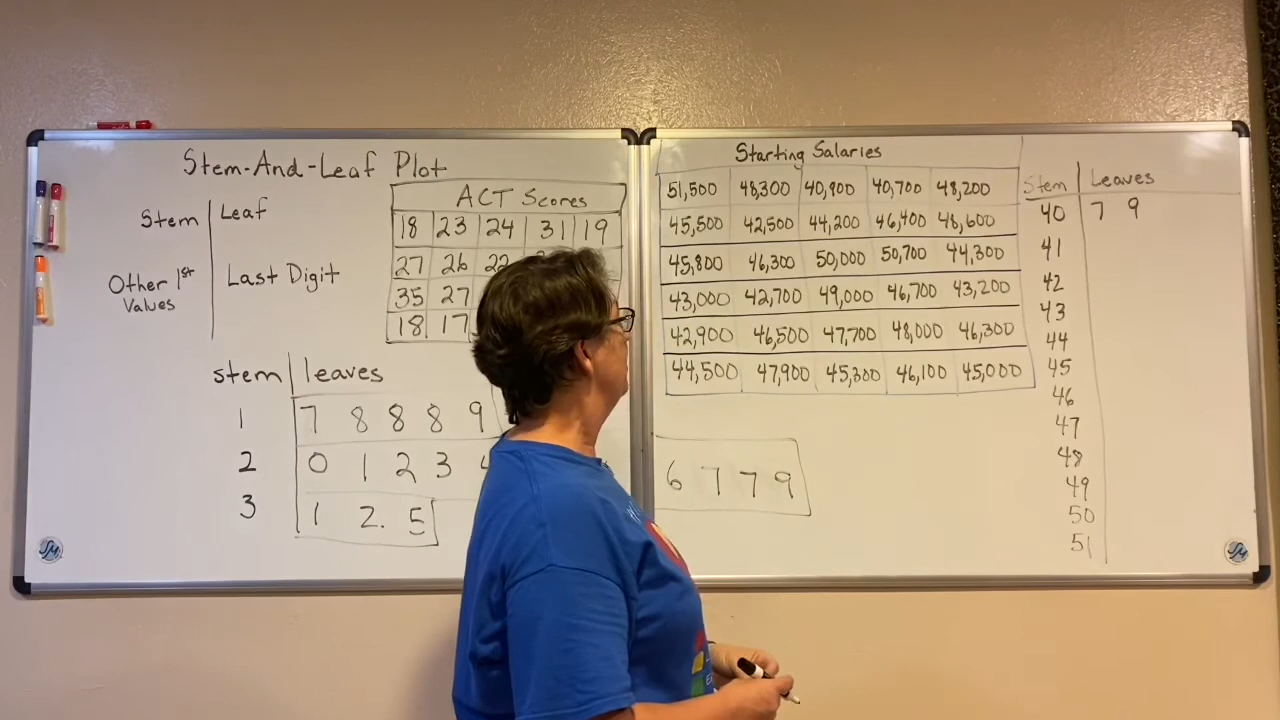 Stem-And-Leaf Plot
Stem | Leaf
Other 1st Values | Last Digit
ACT Scores
18 23 24 31 19
27 26 22
35 27
18 17
stem | leaves
1 | 7 8 8 8 9
2 | 0 1 2 3
6 7 7 9
3 | 1 2. 5
Starting Salaries
51,500 48,300 40,900 40,700 48,200
45,500 42,500 44,200 46,400 48,600
45,800 46,300 50,000 50,700 44,300
43,000 42,700 49,000 46,700 43,200
42,900 46,500 47,700 48,000 46,300
44,500 47,900 45,300 46,100 45,000
Stem | Leaves
40 | 7 9
41
42
43
44
45
46
47
48
49
50
51